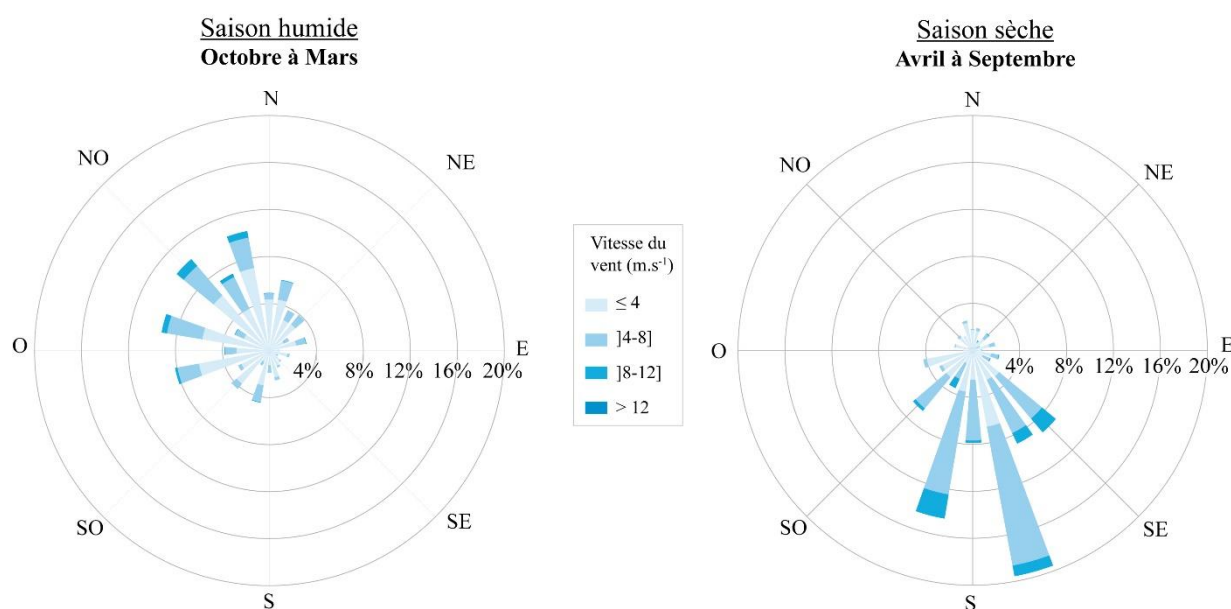 Saison humide
Octobre à Mars
N
NO
NE
O
E
4%
8%
12%
16%
20%
SO
SE
S
Vitesse du
vent (m.s⁻¹)
≤ 4
]4-8]
]8-12]
> 12
Saison sèche
Avril à Septembre
N
NO
NE
O
E
4%
8%
12%
16%
20%
SO
SE
S